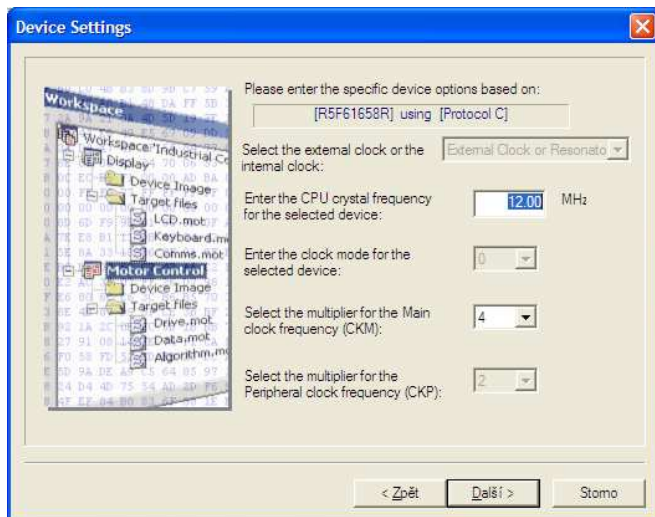 Device Settings
Please enter the specific device options based on:
[R5F61658R] using [Protocol C]
Select the external clock or the
internal clock:
External Clock or Resonato
Enter the CPU crystal frequency
for the selected device:
12.00 MHz
Enter the clock mode for the
selected device:
0
Select the multiplier for the Main
clock frequency (CKM):
4
Select the multiplier for the
Peripheral clock frequency (CKP):
2
Workspace
Workspace 'Industrial Co
Display
Device Image
Target files
LCD.mot
Keyboard.m
Comms.mot
Motor Control
Device Image
Target files
Drive.mot
Data.mot
Algorithm.mo
< Zpět
Další >
Storno